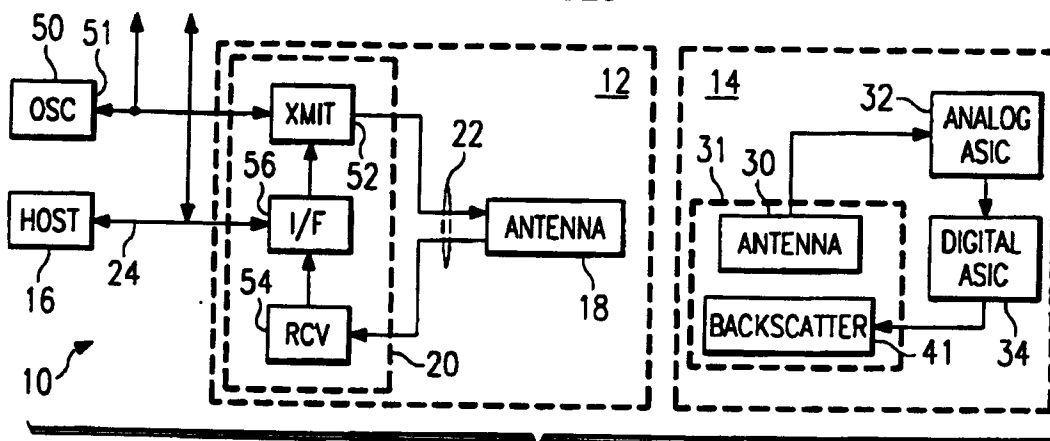 50
51
OSC
HOST
24
16
10
XMIT
52
56
I/F
54
RCV
20
22
12
ANTENNA
18
14
32
ANALOG
ASIC
31
30
ANTENNA
DIGITAL
ASIC
BACKSCATTER
41
34